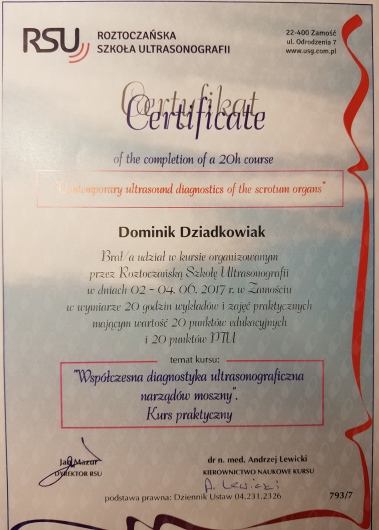 RSU
ROZTOCZAŃSKA
SZKOŁA ULTRASONOGRAFII
22-400 Zamość
ul. Odrodzenia 7
www.usg.com.pl
Certyfikat
Certificate
of the completion of a 20h course
"Contemporary ultrasound diagnostics of the scrotum organs"
Dominik Dziadkowiak
Brał/a udział w kursie organizowanym
przez Roztoczańską Szkołę Ultrasonografii
w dniach 02 - 04. 06. 2017 r. w Zamościu
w wymiarze 20 godzin wykładów i zajęć praktycznych
mającym wartość 20 punktów edukacyjnych
i 20 punktów PTU
temat kursu:
"Współczesna diagnostyka ultrasonograficzna
narządów moszny".
Kurs praktyczny
Jan Mazur
DYREKTOR RSU
dr n. med. Andrzej Lewicki
KIEROWNICTWO NAUKOWE KURSU
A. Lewicki
podstawa prawna: Dziennik Ustaw 04.231.2326
793/7